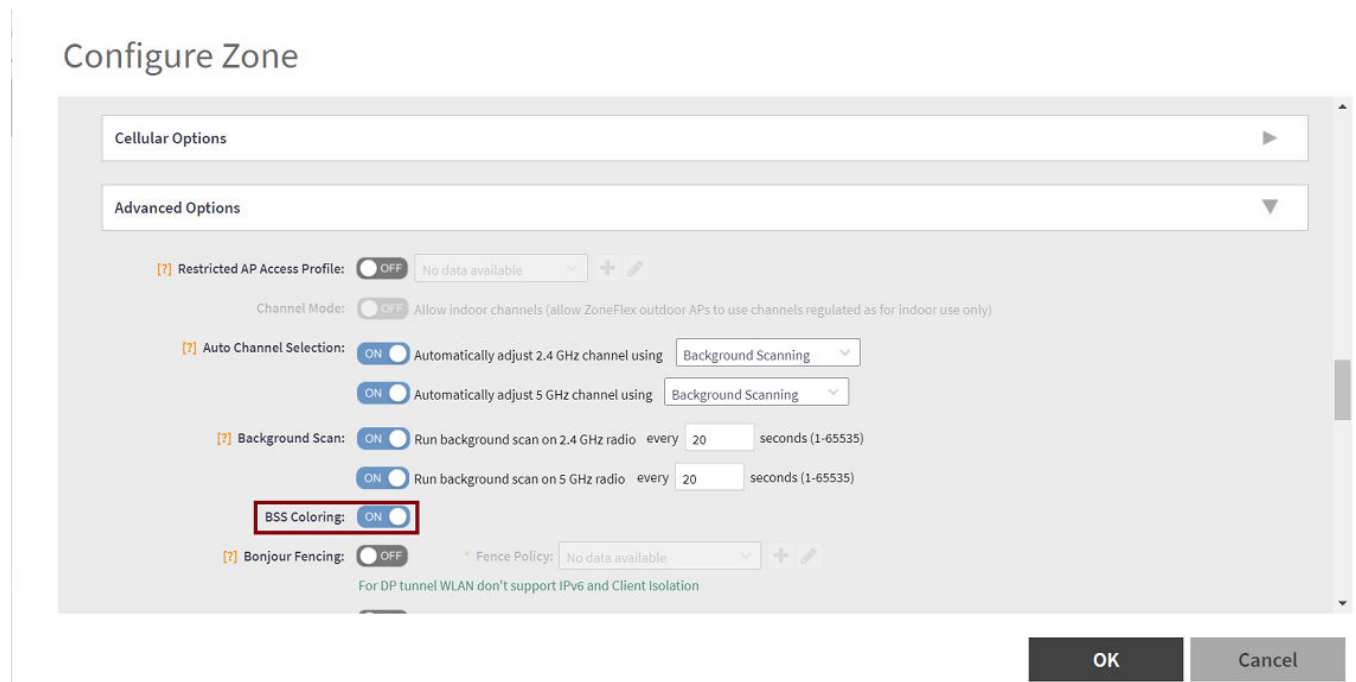 Configure Zone
Cellular Options
Advanced Options
[?] Restricted AP Access Profile: OFF No data available
Channel Mode: OFF Allow indoor channels (allow ZoneFlex outdoor APs to use channels regulated as for indoor use only)
[?] Auto Channel Selection: ON Automatically adjust 2.4 GHz channel using Background Scanning
ON Automatically adjust 5 GHz channel using Background Scanning
[?] Background Scan: ON Run background scan on 2.4 GHz radio every 20 seconds (1-65535)
ON Run background scan on 5 GHz radio every 20 seconds (1-65535)
BSS Coloring: ON
[?] Bonjour Fencing: OFF * Fence Policy: No data available
For DP tunnel WLAN don't support IPv6 and Client Isolation
OK Cancel